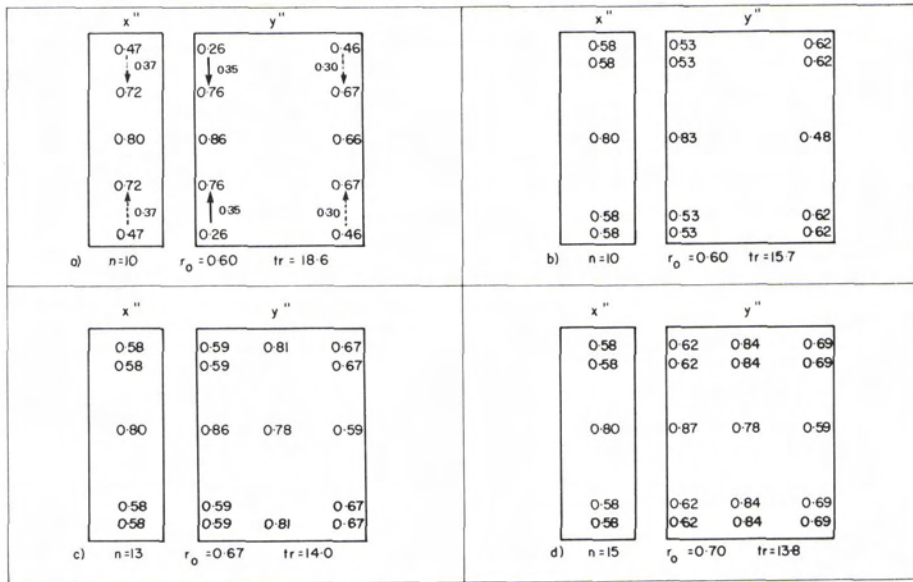 x" y"
0·47 0·26 0·46
0·37 0·35 0·30
0·72 0·76 0·67
0·80 0·86 0·66
0·72 0·76 0·67
0·37 0·35 0·30
0·47 0·26 0·46
a) n=10 r₀=0·60 tr=18·6
x" y"
0·58 0·53 0·62
0·58 0·53 0·62
0·80 0·83 0·48
0·58 0·53 0·62
0·58 0·53 0·62
b) n=10 r₀=0·60 tr=15·7
x" y"
0·58 0·59 0·81 0·67
0·58 0·59 0·67
0·80 0·86 0·78 0·59
0·58 0·59 0·67
0·58 0·59 0·81 0·67
c) n=13 r₀=0·67 tr=14·0
x" y"
0·58 0·62 0·84 0·69
0·58 0·62 0·84 0·69
0·80 0·87 0·78 0·59
0·58 0·62 0·84 0·69
0·58 0·62 0·84 0·69
d) n=15 r₀=0·70 tr=13·8